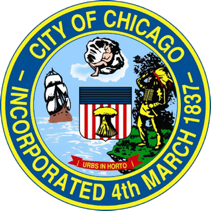 CITY OF CHICAGO
INCORPORATED 4th MARCH 1837
URBS IN HORTO